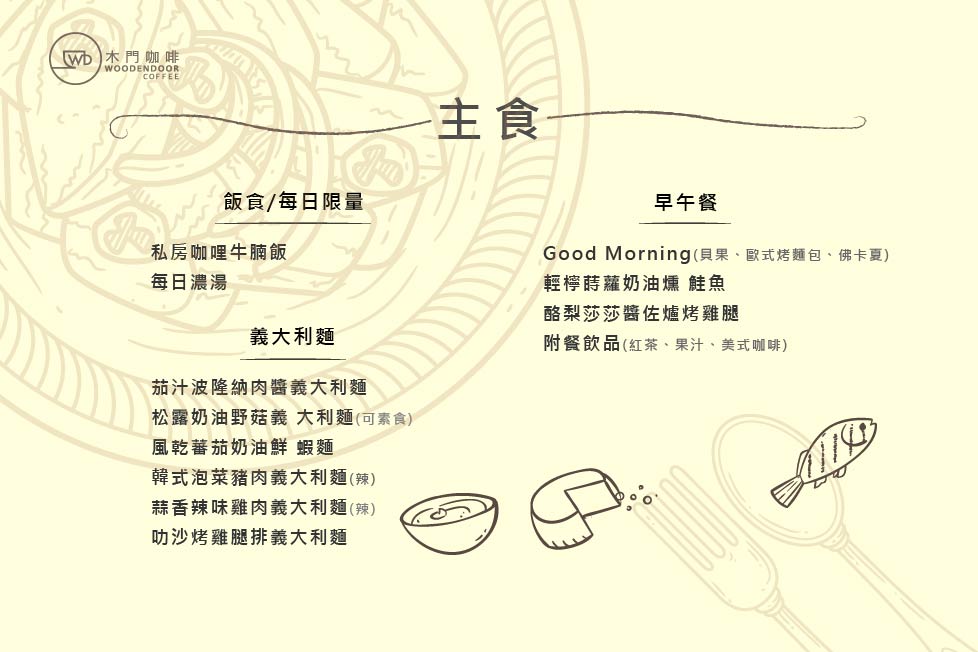 WD
木門咖啡
WOODENDOOR
COFFEE
主食
飯食/每日限量
私房咖哩牛腩飯
每日濃湯
義大利麵
茄汁波隆納肉醬義大利麵
松露奶油野菇義 大利麵(可素食)
風乾蕃茄奶油鮮 蝦麵
韓式泡菜豬肉義大利麵(辣)
蒜香辣味雞肉義大利麵(辣)
叻沙烤雞腿排義大利麵
早午餐
Good Morning(貝果、歐式烤麵包、佛卡夏)
輕檸蒔蘿奶油燻 鮭魚
酪梨莎莎醬佐爐烤雞腿
附餐飲品(紅茶、果汁、美式咖啡)